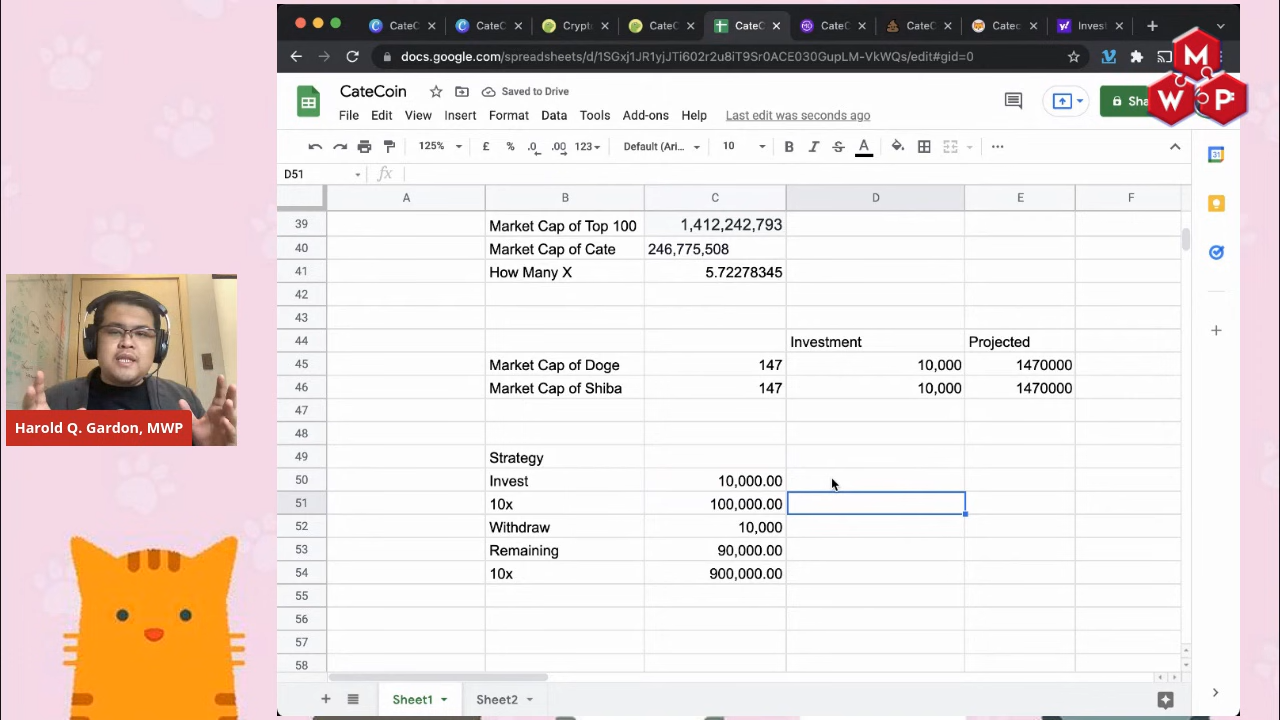 CateC
CateC
Crypt
CateC
CateC
CateC
CateC
Catec
Invest
docs.google.com/spreadsheets/d/1SGxj1JR1yjJTi602r2u8iT9Sr0ACE030GupLM-VkWQs/edit#gid=0
M
W P
CateCoin
Saved to Drive
Sha
File Edit View Insert Format Data Tools Add-ons Help Last edit was seconds ago
125% £ % .0 .00 123 Default (Ari... 10 B I S A
31
D51 fx
A B C D E F
39 Market Cap of Top 100 1,412,242,793
40 Market Cap of Cate 246,775,508
41 How Many X 5.72278345
42
43
44 Investment Projected
45 Market Cap of Doge 147 10,000 1470000
46 Market Cap of Shiba 147 10,000 1470000
47
48
49 Strategy
50 Invest 10,000.00
51 10x 100,000.00
52 Withdraw 10,000
53 Remaining 90,000.00
54 10x 900,000.00
55
56
57
58
Sheet1 Sheet2
Harold Q. Gardon, MWP